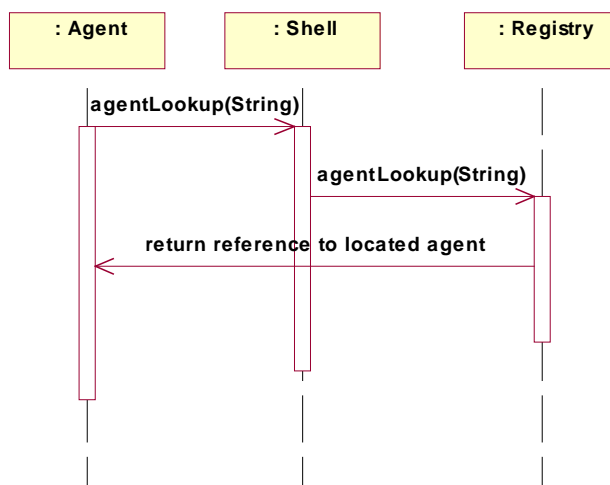 : Agent
: Shell
: Registry
agentLookup(String)
agentLookup(String)
return reference to located agent